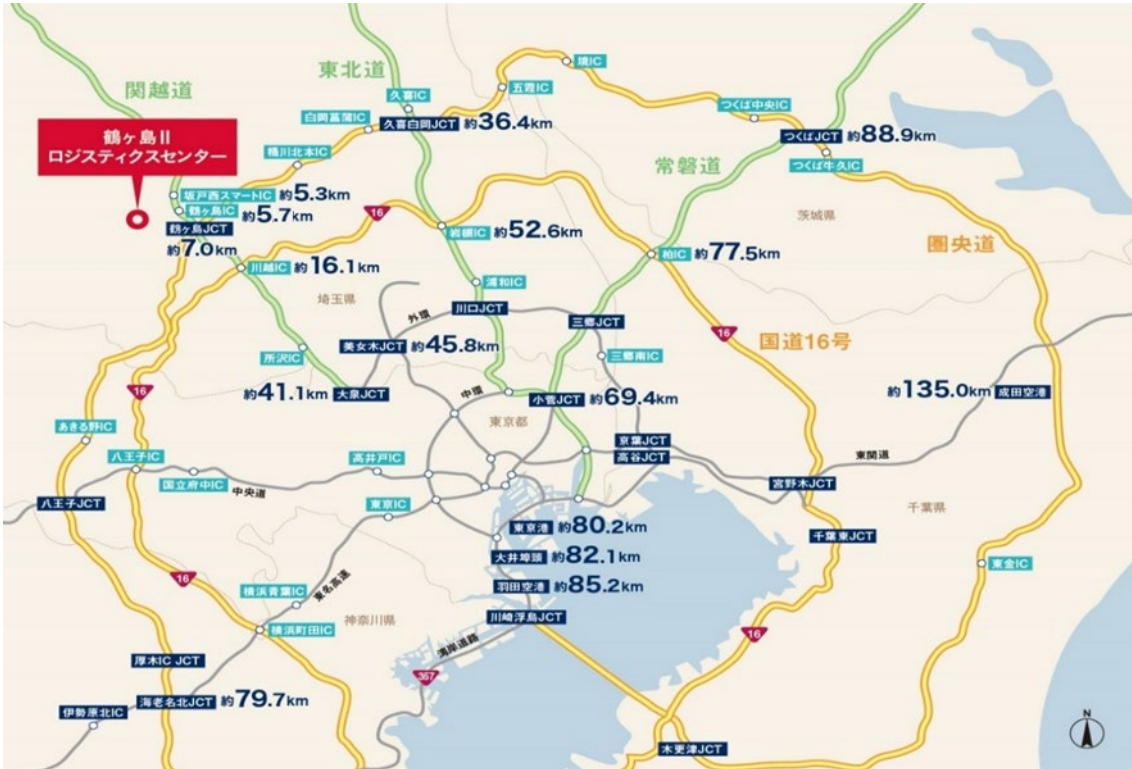 境IC
東北道
五霞IC
関越道
久喜IC
つくば中央IC
白岡菖蒲IC
久喜白岡JCT 約36.4km
つくばJCT 約88.9km
鶴ヶ島II
ロジスティクスセンター
桶川北本IC
常磐道
つくば牛久IC
坂戸西スマートIC 約5.3km
鶴ヶ島IC 約5.7km
16
茨城県
鶴ヶ島JCT
約7.0km
岩槻IC 約52.6km
圏央道
川越IC 約16.1km
柏IC 約77.5km
浦和IC
埼玉県
外環
川口JCT
三郷JCT
16
国道16号
美女木JCT 約45.8km
三郷南IC
所沢IC
16
約41.1km 大泉JCT
中環
小菅JCT 約69.4km
約135.0km 成田空港
東京都
あきる野IC
京葉JCT
八王子IC
高井戸IC
高谷JCT
東関道
国立府中IC
中央道
宮野木JCT
八王子JCT
東京IC
千葉県
東京港 約80.2km
千葉東JCT
大井埠頭 約82.1km
東金IC
16
羽田空港 約85.2km
横浜青葉IC
東名高速
神奈川県
川崎浮島JCT
横浜町田IC
16
湾岸道路
厚木IC JCT
357
海老名北JCT 約79.7km
伊勢原北IC
N
木更津JCT